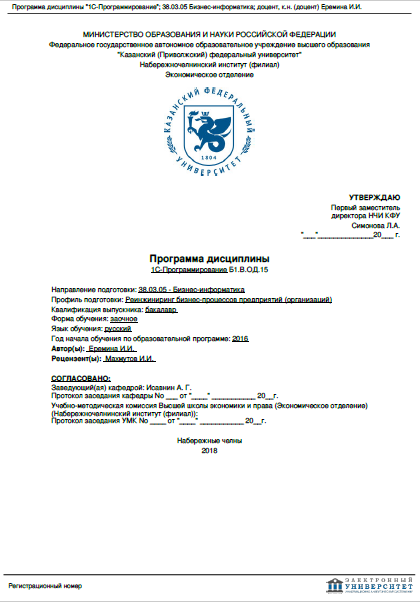 Программа дисциплины "1С-Программирование"; 38.03.05 Бизнес-информатика; доцент, к.н. (доцент) Еремина И.И.
МИНИСТЕРСТВО ОБРАЗОВАНИЯ И НАУКИ РОССИЙСКОЙ ФЕДЕРАЦИИ
Федеральное государственное автономное образовательное учреждение высшего образования
"Казанский (Приволжский) федеральный университет"
Набережночелнинский институт (филиал)
Экономическое отделение
КАЗАНСКИЙ ФЕДЕРАЛЬНЫЙ УНИВЕРСИТЕТ
1804
УТВЕРЖДАЮ
Первый заместитель
директора НЧИ КФУ
Симонова Л.А.
"___"______________20___ г.
Программа дисциплины
1С-Программирование Б1.В.ОД.15
Направление подготовки: 38.03.05 - Бизнес-информатика
Профиль подготовки: Реинжиниринг бизнес-процессов предприятий (организаций)
Квалификация выпускника: бакалавр
Форма обучения: заочное
Язык обучения: русский
Год начала обучения по образовательной программе: 2016
Автор(ы): Еремина И.И.
Рецензент(ы): Махмутов И.И.
СОГЛАСОВАНО:
Заведующий(ая) кафедрой: Исавнин А. Г.
Протокол заседания кафедры No ___ от "____" ___________ 20__г.
Учебно-методическая комиссия Высшей школы экономики и права (Экономическое отделение)
(Набережночелнинский институт (филиал)):
Протокол заседания УМК No ____ от "____" ___________ 20__г.
Набережные челны
2018
Регистрационный номер
ЭЛЕКТРОННЫЙ
УНИВЕРСИТЕТ